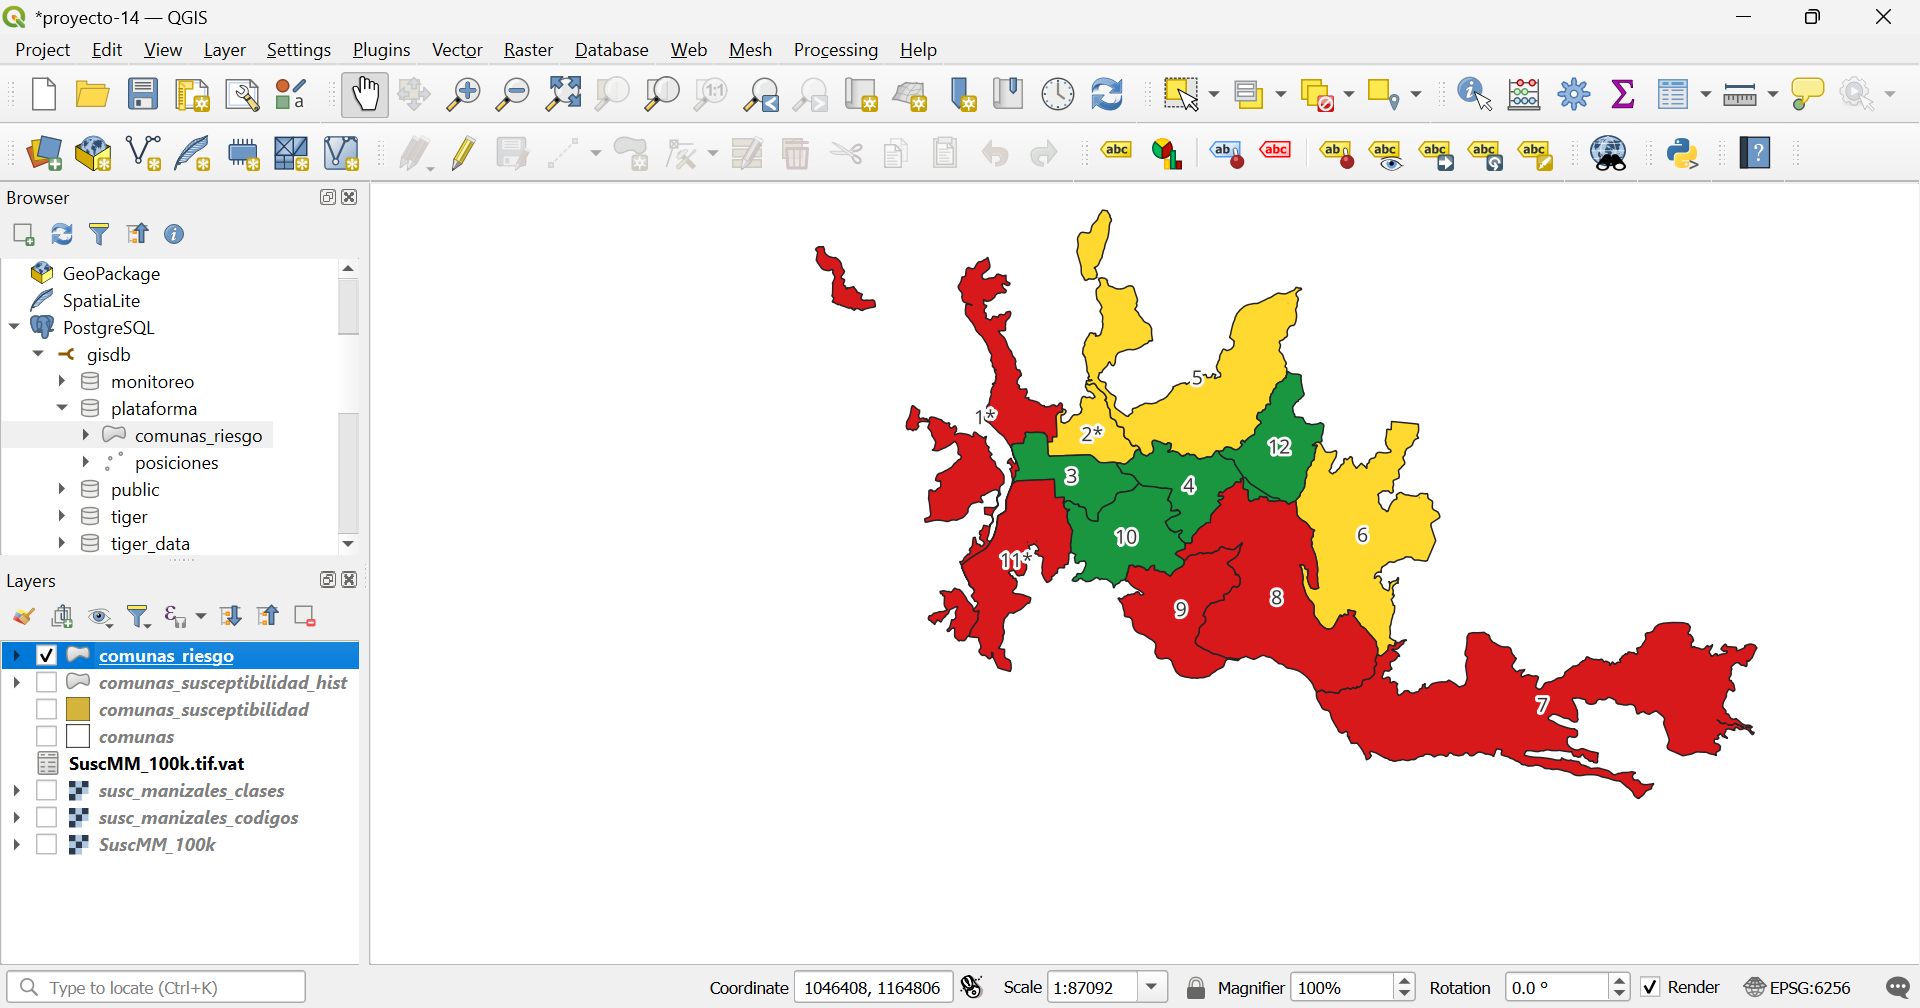 *proyecto-14 — QGIS
Project Edit View Layer Settings Plugins Vector Raster Database Web Mesh Processing Help
Browser
GeoPackage
SpatiaLite
PostgreSQL
gisdb
monitoreo
plataforma
comunas_riesgo
posiciones
public
tiger
tiger_data
Layers
comunas_riesgo
comunas_susceptibilidad_hist
comunas_susceptibilidad
comunas
SuscMM_100k.tif.vat
susc_manizales_clases
susc_manizales_codigos
SuscMM_100k
5
1*
2*
12
3
4
6
10
11*
8
9
7
Type to locate (Ctrl+K)
Coordinate 1046408, 1164806 Scale 1:87092 Magnifier 100% Rotation 0.0 ° Render EPSG:6256